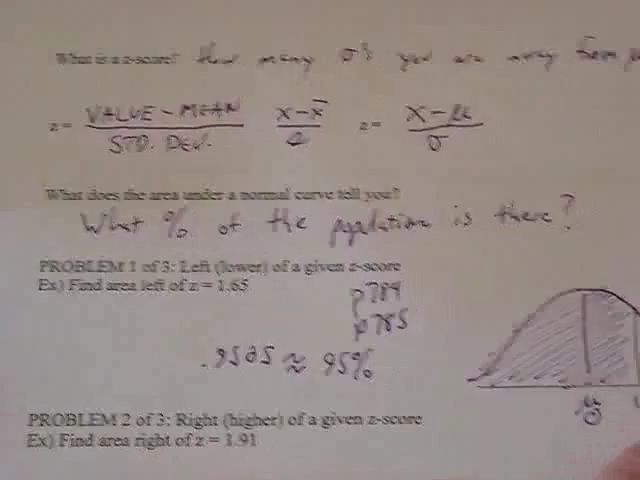 What is a z-score? How many σ's you are away from
z = VALUE - MEAN / STD. DEV. x - x̄ / s z = x - μ / σ
What does the area under a normal curve tell you?
What % of the population is there?
PROBLEM 1 of 3: Left (lower) of a given z-score
Ex) Find area left of z = 1.65
p784
p785
.9505 ≈ 95%
μ
0
PROBLEM 2 of 3: Right (higher) of a given z-score
Ex) Find area right of z = 1.91